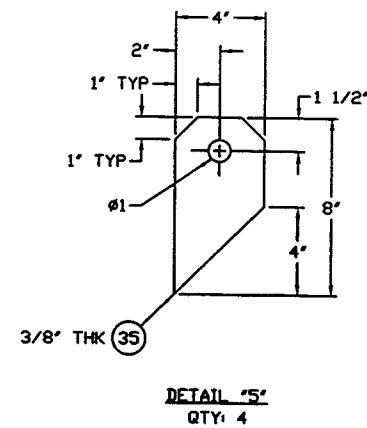 4"
2"
1" TYP
1 1/2"
1" TYP
ø1
8"
4"
3/8" THK 35
DETAIL "5"
QTY: 4